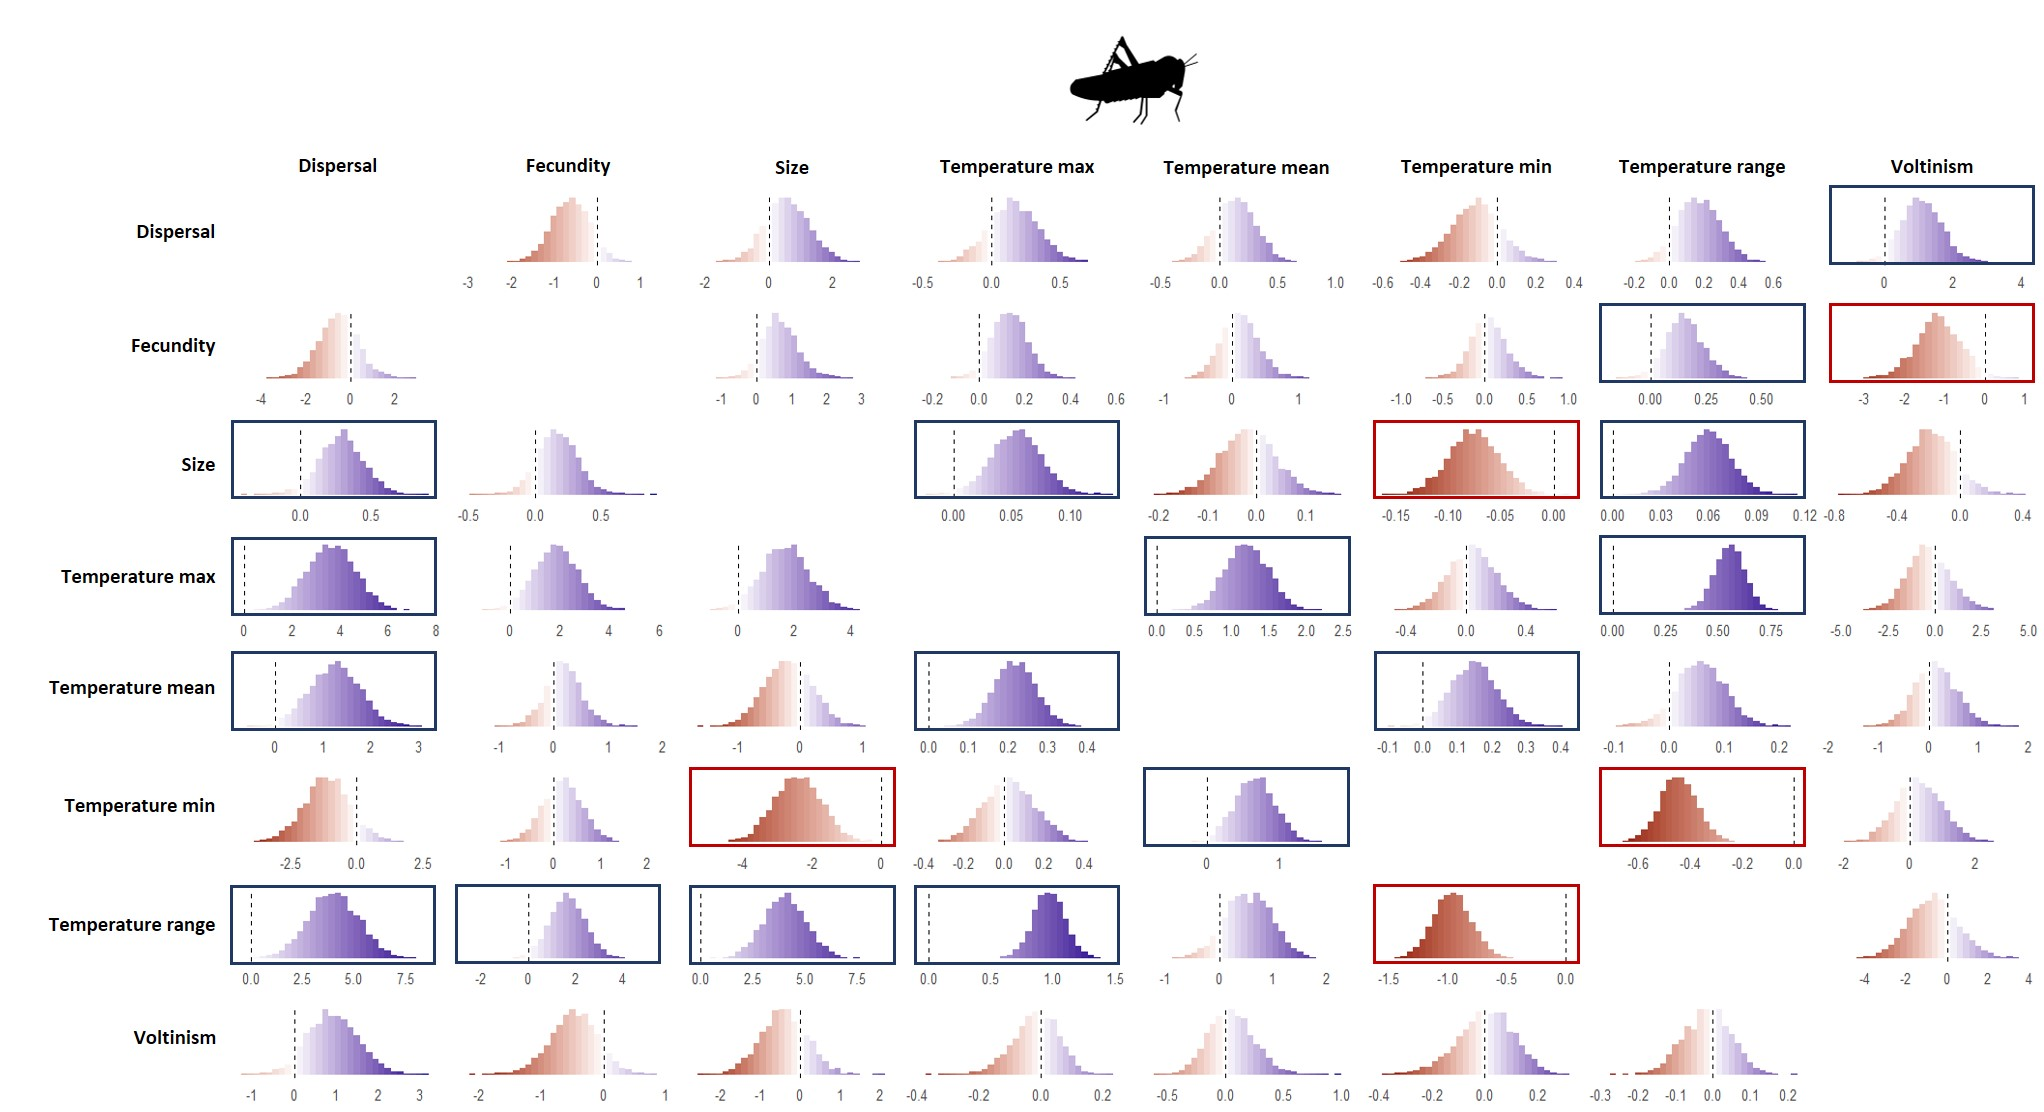 Dispersal Fecundity Size Temperature max Temperature mean Temperature min Temperature range Voltinism
Dispersal
-3 -2 -1 0 1 -2 0 2 -0.5 0.0 0.5 -0.5 0.0 0.5 1.0 -0.6 -0.4 -0.2 0.0 0.2 0.4 -0.2 0.0 0.2 0.4 0.6 0 2 4
Fecundity
-4 -2 0 2 -1 0 1 2 3 -0.2 0.0 0.2 0.4 0.6 -1 0 1 -1.0 -0.5 0.0 0.5 1.0 0.00 0.25 0.50 -3 -2 -1 0 1
Size
0.0 0.5 -0.5 0.0 0.5 0.00 0.05 0.10 -0.2 -0.1 0.0 0.1 -0.15 -0.10 -0.05 0.00 0.00 0.03 0.06 0.09 0.12 -0.8 -0.4 0.0 0.4
Temperature max
0 2 4 6 8 0 2 4 6 0 2 4 0.0 0.5 1.0 1.5 2.0 2.5 -0.4 0.0 0.4 0.00 0.25 0.50 0.75 -5.0 -2.5 0.0 2.5 5.0
Temperature mean
0 1 2 3 -1 0 1 2 -1 0 1 0.0 0.1 0.2 0.3 0.4 -0.1 0.0 0.1 0.2 0.3 0.4 -0.1 0.0 0.1 0.2 -2 -1 0 1 2
Temperature min
-2.5 0.0 2.5 -1 0 1 2 -4 -2 0 -0.4 -0.2 0.0 0.2 0.4 0 1 -0.6 -0.4 -0.2 0.0 -2 0 2
Temperature range
0.0 2.5 5.0 7.5 -2 0 2 4 0.0 2.5 5.0 7.5 0.0 0.5 1.0 1.5 -1 0 1 2 -1.5 -1.0 -0.5 0.0 -4 -2 0 2 4
Voltinism
-1 0 1 2 3 -2 -1 0 1 -2 -1 0 1 2 -0.4 -0.2 0.0 0.2 -0.5 0.0 0.5 1.0 -0.4 -0.2 0.0 0.2 -0.3 -0.2 -0.1 0.0 0.1 0.2